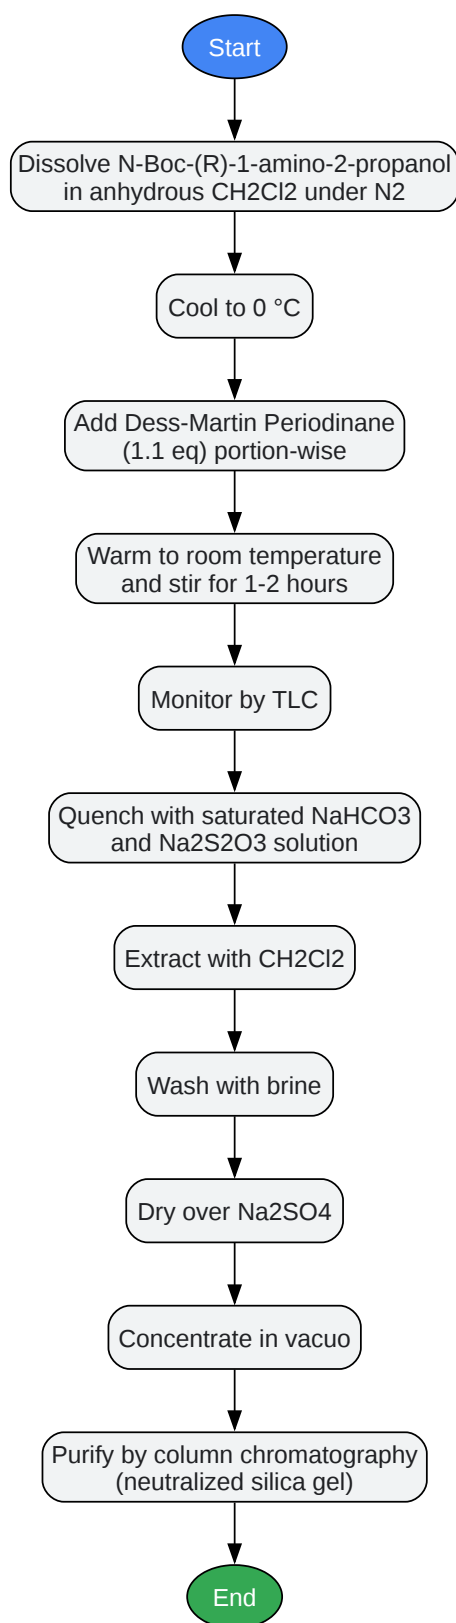 Start
Dissolve N-Boc-(R)-1-amino-2-propanol
in anhydrous CH2Cl2 under N2
Cool to 0 °C
Add Dess-Martin Periodinane
(1.1 eq) portion-wise
Warm to room temperature
and stir for 1-2 hours
Monitor by TLC
Quench with saturated NaHCO3
and Na2S2O3 solution
Extract with CH2Cl2
Wash with brine
Dry over Na2SO4
Concentrate in vacuo
Purify by column chromatography
(neutralized silica gel)
End